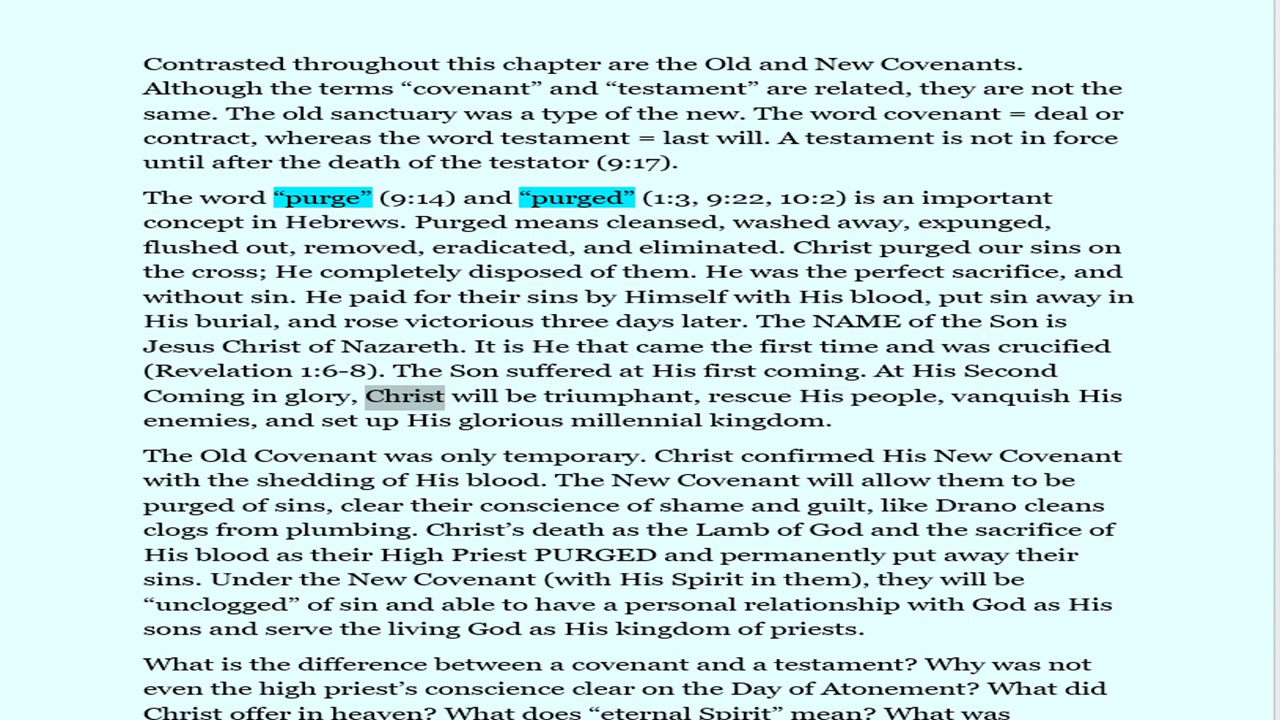 Contrasted throughout this chapter are the Old and New Covenants.
Although the terms “covenant” and “testament” are related, they are not the
same. The old sanctuary was a type of the new. The word covenant = deal or
contract, whereas the word testament = last will. A testament is not in force
until after the death of the testator (9:17).
The word “purge” (9:14) and “purged” (1:3, 9:22, 10:2) is an important
concept in Hebrews. Purged means cleansed, washed away, expunged,
flushed out, removed, eradicated, and eliminated. Christ purged our sins on
the cross; He completely disposed of them. He was the perfect sacrifice, and
without sin. He paid for their sins by Himself with His blood, put sin away in
His burial, and rose victorious three days later. The NAME of the Son is
Jesus Christ of Nazareth. It is He that came the first time and was crucified
(Revelation 1:6-8). The Son suffered at His first coming. At His Second
Coming in glory, Christ will be triumphant, rescue His people, vanquish His
enemies, and set up His glorious millennial kingdom.
The Old Covenant was only temporary. Christ confirmed His New Covenant
with the shedding of His blood. The New Covenant will allow them to be
purged of sins, clear their conscience of shame and guilt, like Drano cleans
clogs from plumbing. Christ’s death as the Lamb of God and the sacrifice of
His blood as their High Priest PURGED and permanently put away their
sins. Under the New Covenant (with His Spirit in them), they will be
“unclogged” of sin and able to have a personal relationship with God as His
sons and serve the living God as His kingdom of priests.
What is the difference between a covenant and a testament? Why was not
even the high priest’s conscience clear on the Day of Atonement? What did
Christ offer in heaven? What does “eternal Spirit” mean? What was